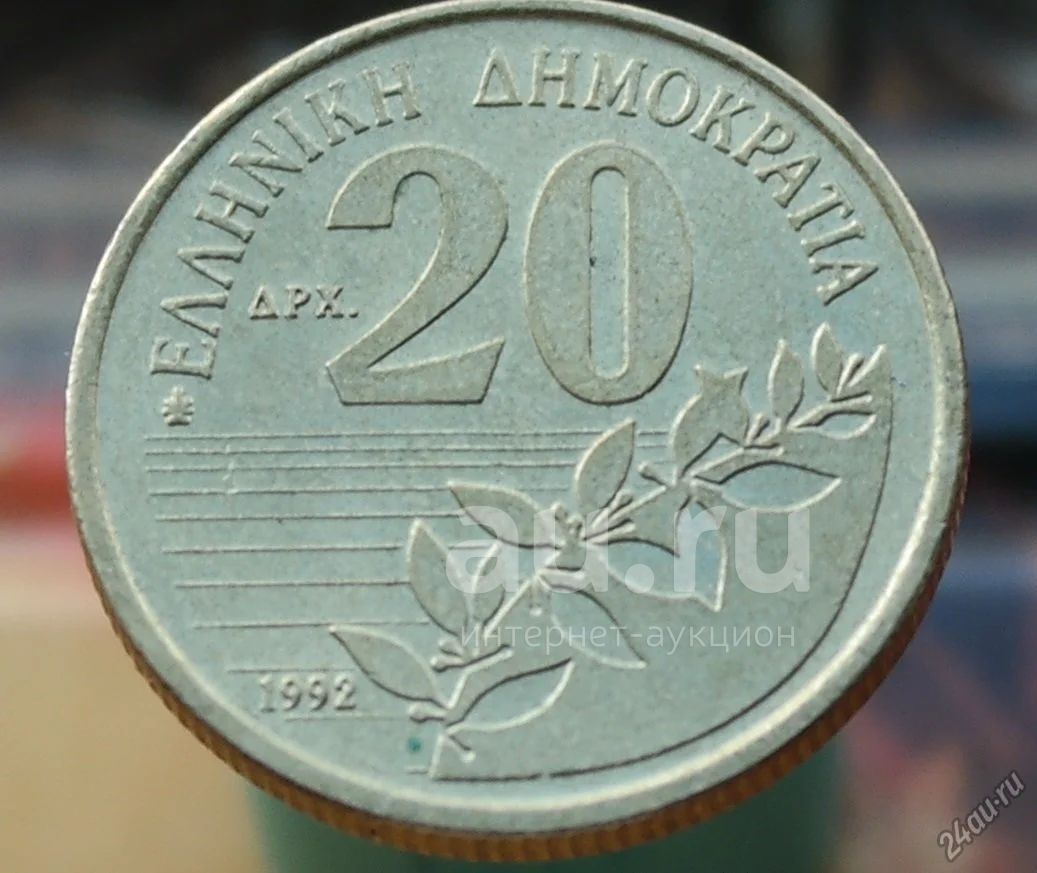 ΕΛΛΗΝΙΚΗ ΔΗΜΟΚΡΑΤΙΑ
ΔΡΧ. 20
au.ru
интернет-аукцион
1992
24au.ru